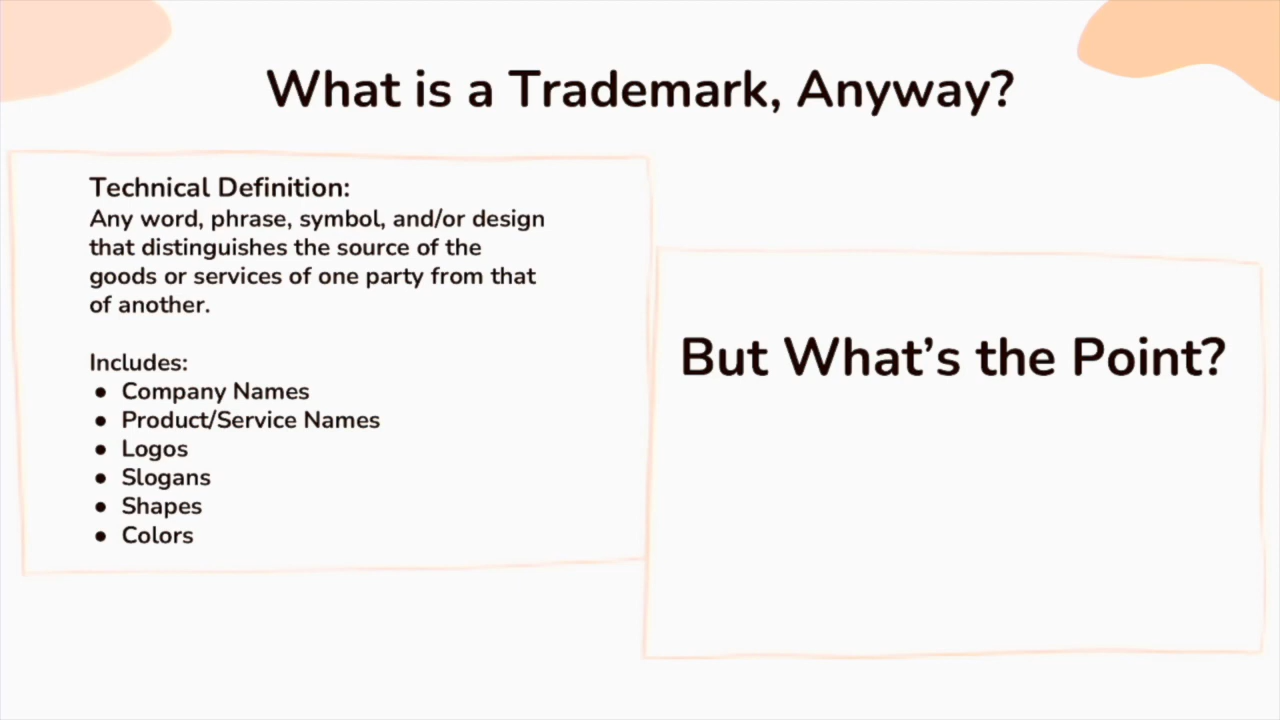 What is a Trademark, Anyway?
Technical Definition:
Any word, phrase, symbol, and/or design
that distinguishes the source of the
goods or services of one party from that
of another.
Includes:
● Company Names
● Product/Service Names
● Logos
● Slogans
● Shapes
● Colors
But What’s the Point?